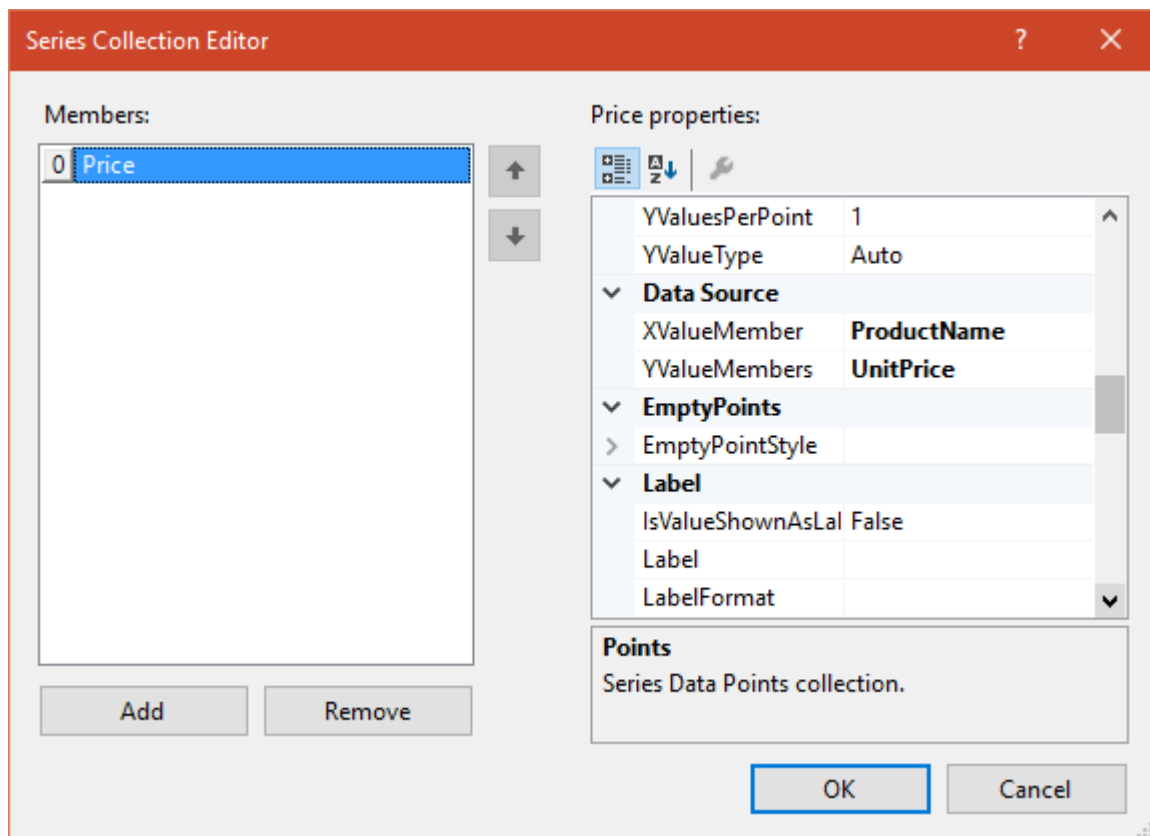 Series Collection Editor
?
Members:
0 Price
Add
Remove
Price properties:
YValuesPerPoint 1
YValueType Auto
Data Source
XValueMember ProductName
YValueMembers UnitPrice
EmptyPoints
EmptyPointStyle
Label
IsValueShownAsLal False
Label
LabelFormat
Points
Series Data Points collection.
OK
Cancel